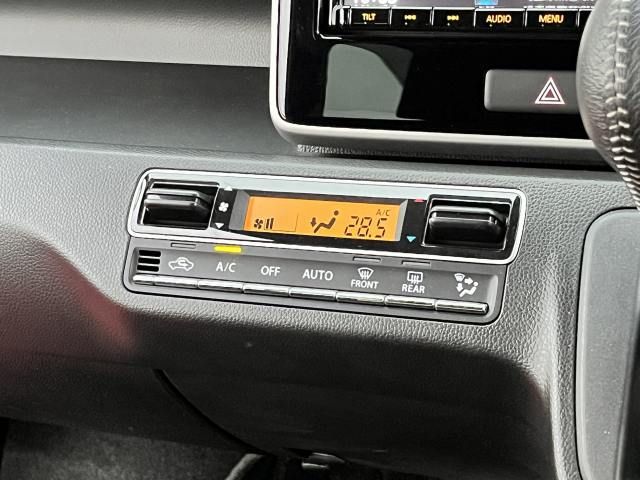 TILT AUDIO MENU
A/C
28.5
A/C OFF AUTO FRONT REAR